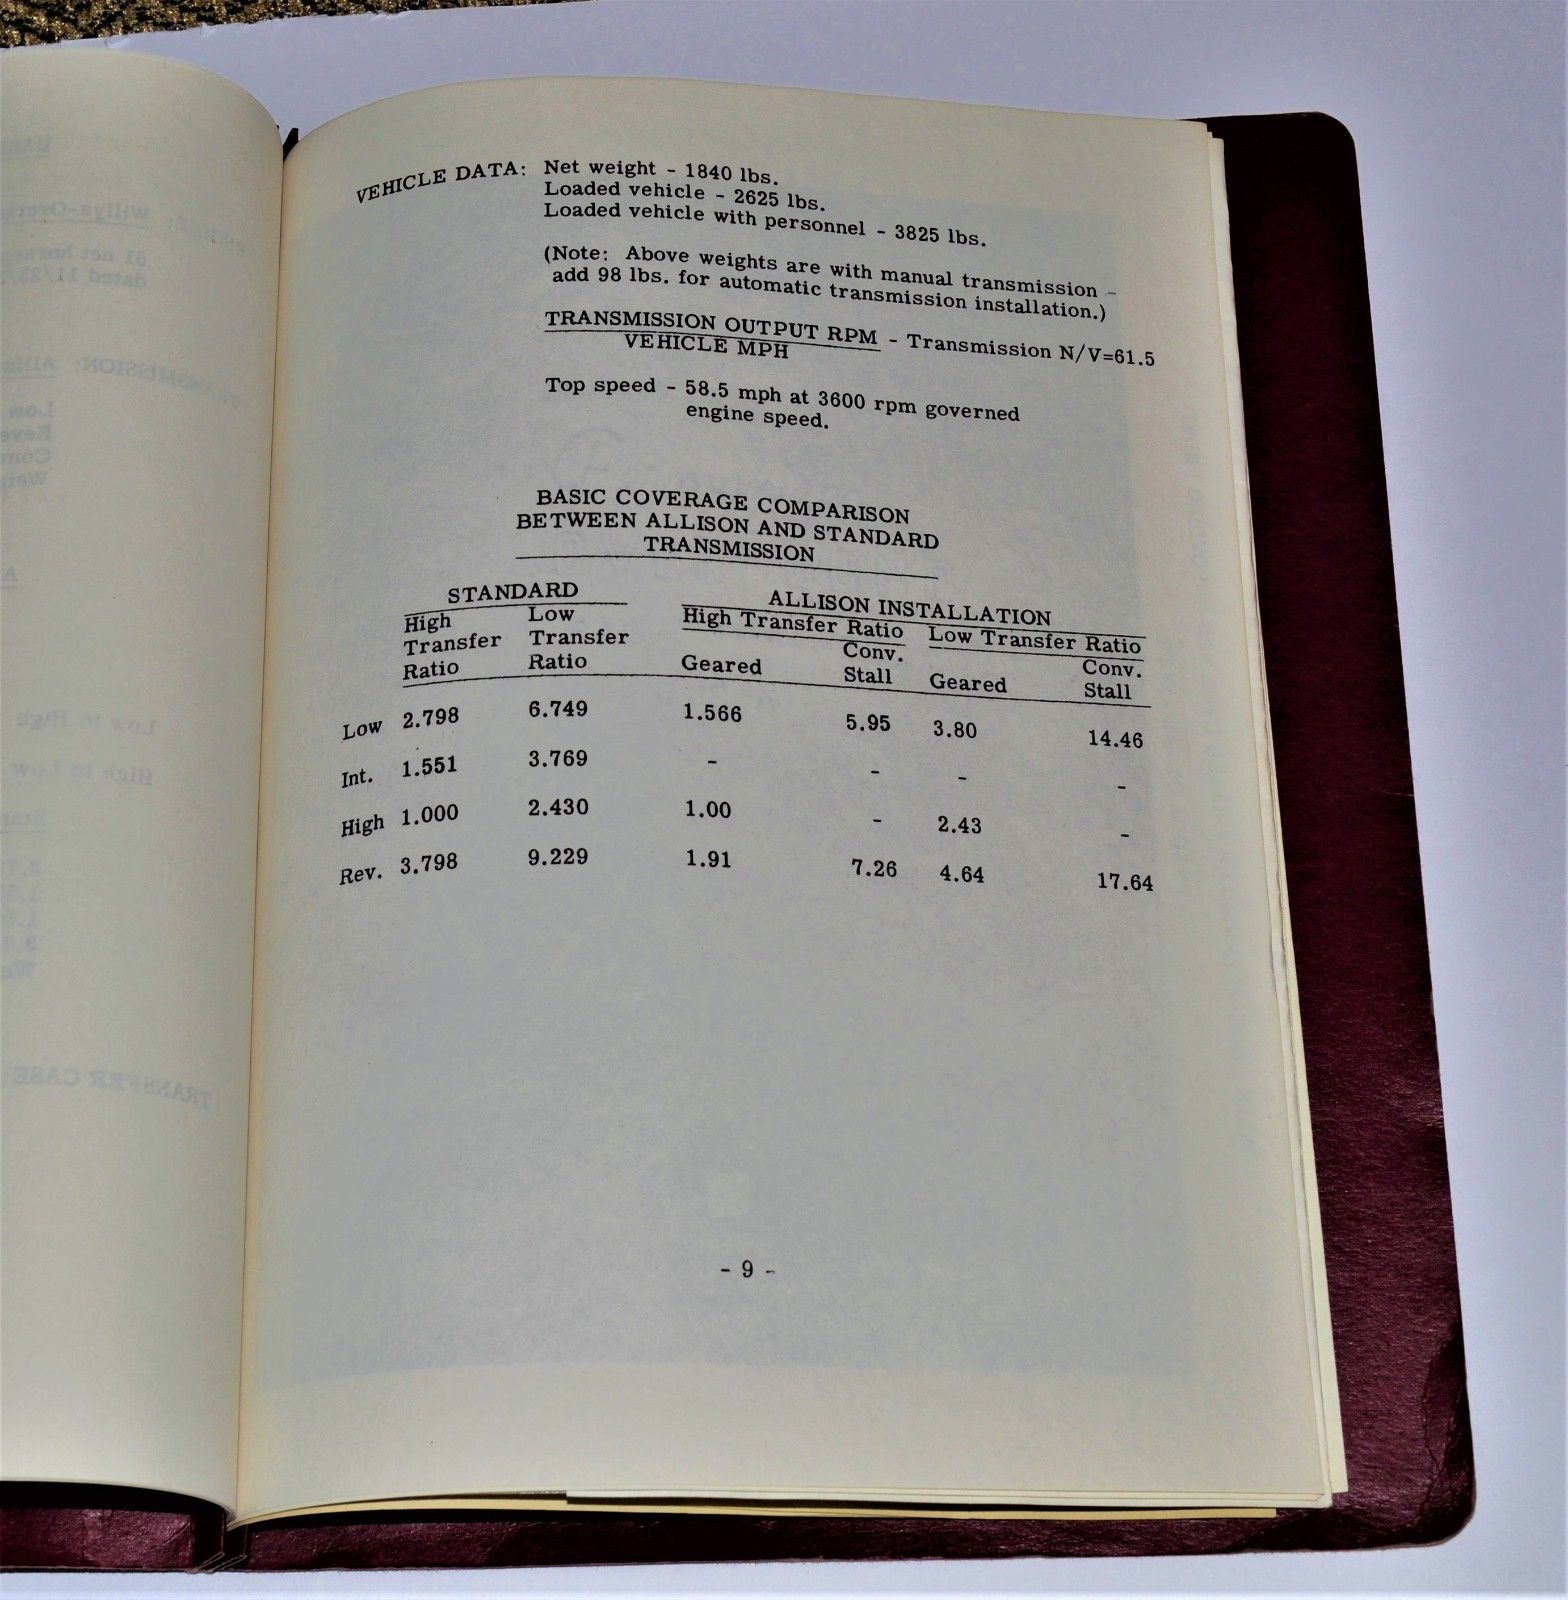 VEHICLE DATA: Net weight - 1840 lbs.
Loaded vehicle - 2625 lbs.
Loaded vehicle with personnel - 3825 lbs.
(Note: Above weights are with manual transmission -
add 98 lbs. for automatic transmission installation.)
TRANSMISSION OUTPUT RPM - Transmission N/V=61.5
VEHICLE MPH
Top speed - 58.5 mph at 3600 rpm governed
engine speed.
BASIC COVERAGE COMPARISON
BETWEEN ALLISON AND STANDARD
TRANSMISSION
STANDARD ALLISON INSTALLATION
High Low High Transfer Ratio Low Transfer Ratio
Transfer Transfer Conv. Conv.
Ratio Ratio Geared Stall Geared Stall
Low 2.798 6.749 1.566 5.95 3.80 14.46
Int. 1.551 3.769 - - - -
High 1.000 2.430 1.00 - 2.43 -
Rev. 3.798 9.229 1.91 7.26 4.64 17.64
- 9 -